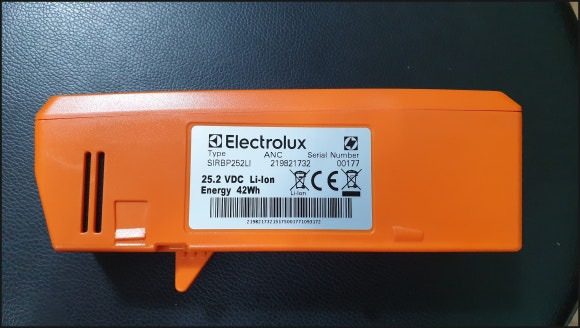 Electrolux
Type ANC Serial Number
SIRBP252LI 219821732 00177
25.2 VDC Li-Ion
Energy 42Wh
Li-Ion